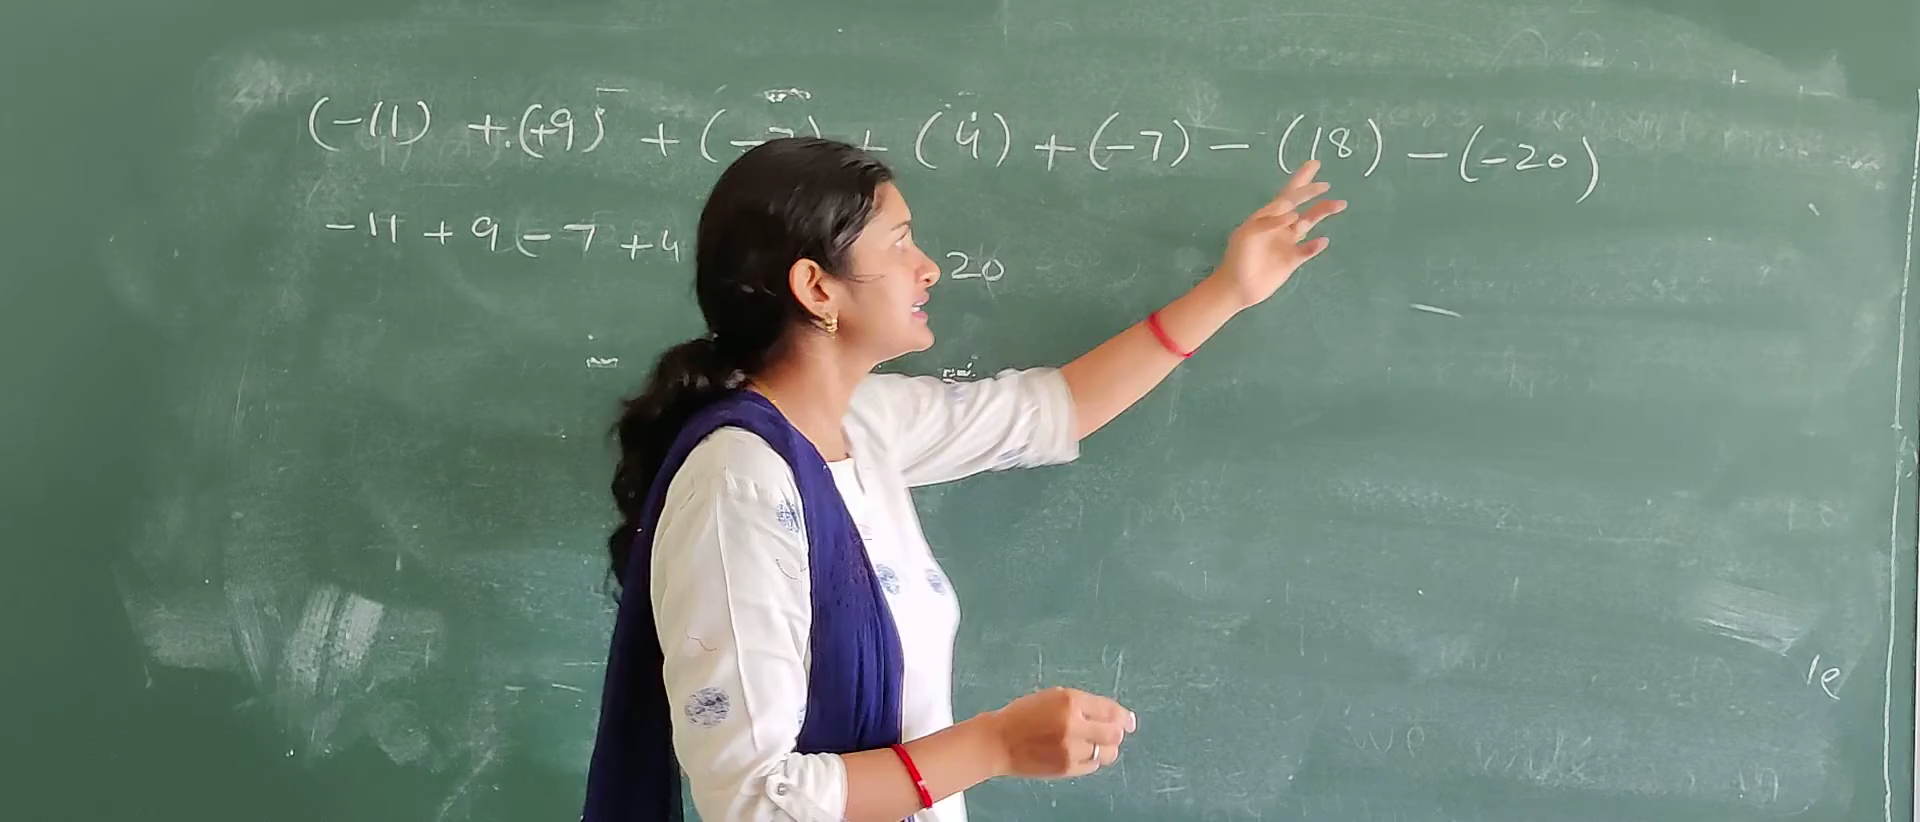 (-11) + (+9) + (-7) + (4) + (-7) - (18) - (-20)
-11 + 9 - 7 + 4 20